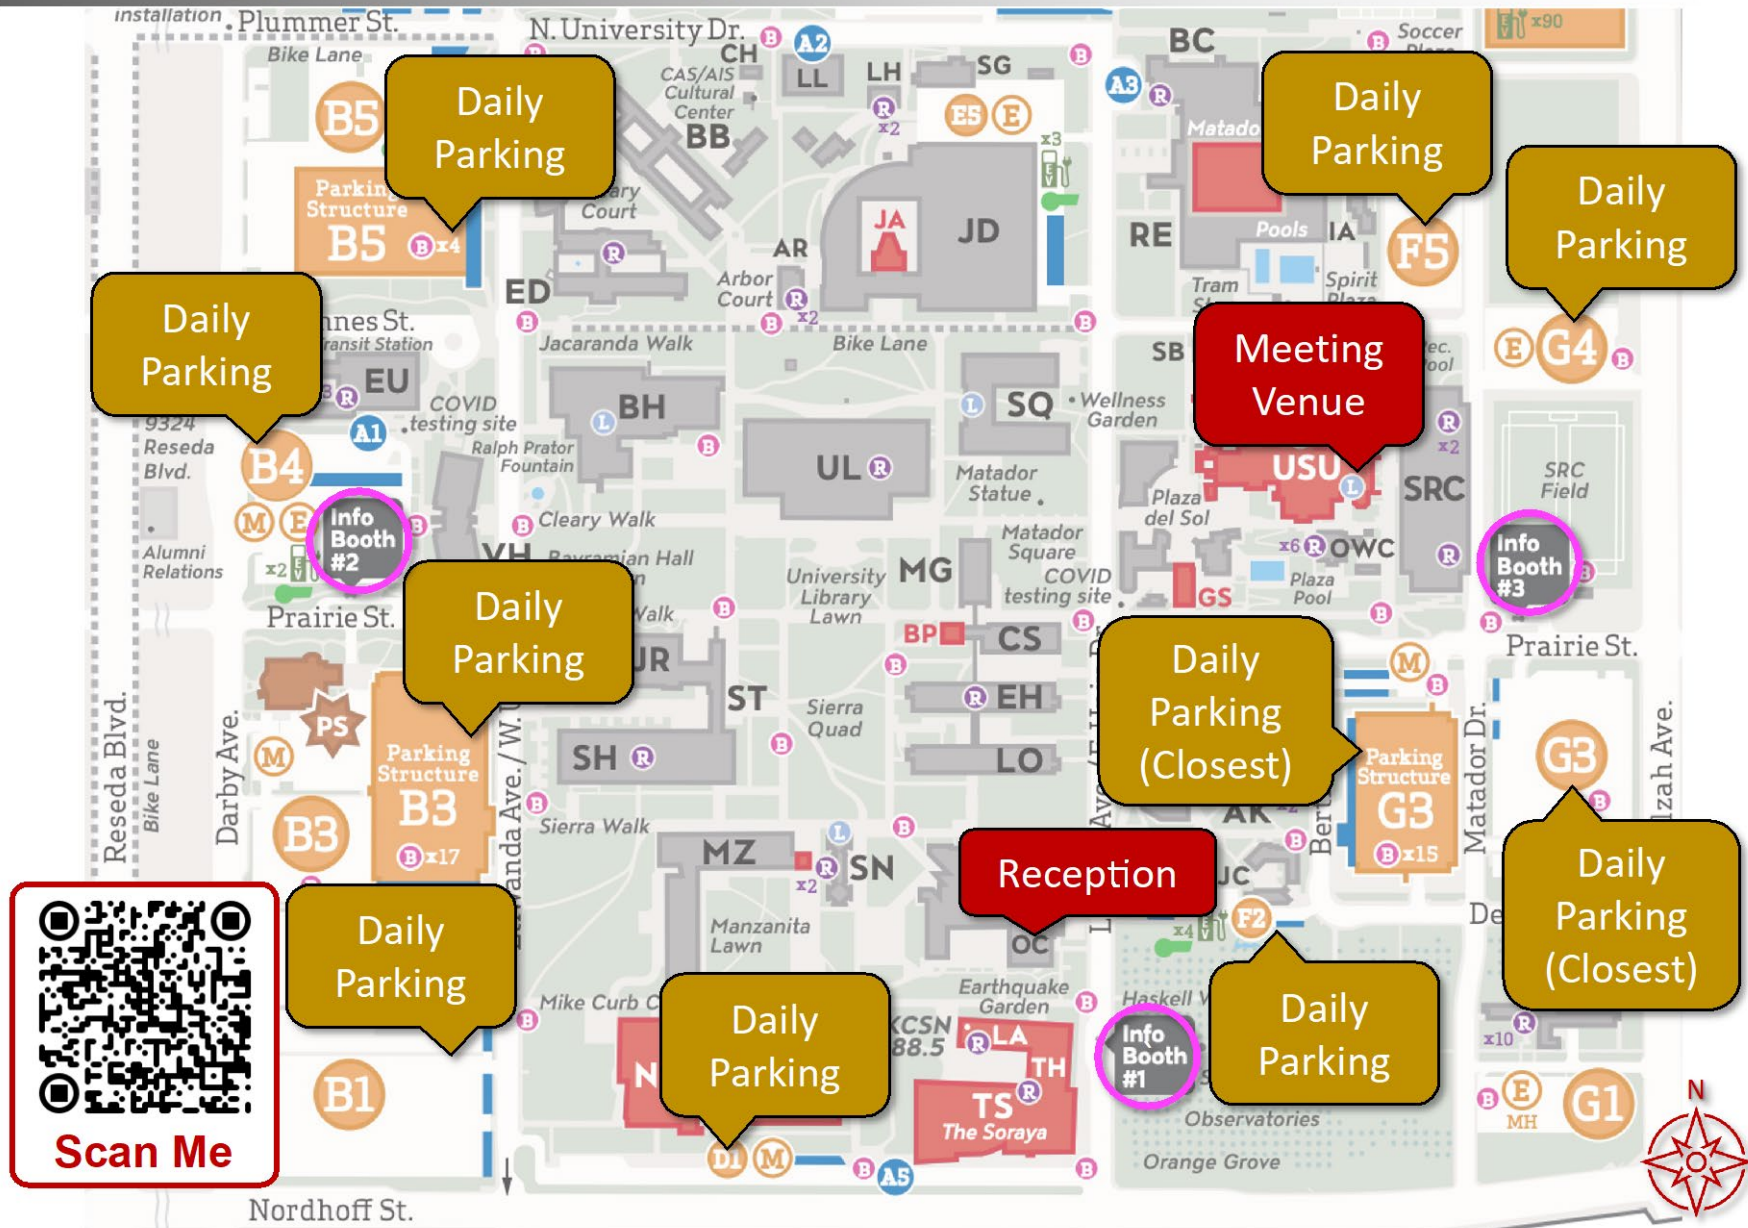 installation
Plummer St.
N. University Dr.
Bike Lane
B5
Daily
Parking
Parking
Structure
B5
B x4
CH
CAS/AIS
Cultural
Center
BB
A2
LL
LH
R
x2
SG
E5
E
x3
EV
BC
A3
R
B
Soccer
EV x90
Daily
Parking
F5
Daily
Parking
E
G4
B
Court
R
ED
AR
Arbor
Court
R
x2
JA
JD
RE
Pools
IA
Tram
Spirit
Plaza
Daily
Parking
Transit Station
EU
R
A1
COVID
testing site
9324
Reseda
Blvd.
B4
M
E
Info
Booth
#2
x2
EV
Alumni
Relations
Prairie St.
Jacaranda Walk
Bike Lane
BH
L
Ralph Prator
Fountain
Cleary Walk
VH
UL
R
L
SQ
Wellness
Garden
Matador
Statue
SB
Meeting
Venue
USU
L
Plaza
del Sol
x6
R
OWC
Plaza
Pool
SRC
R
x2
R
SRC
Field
Info
Booth
#3
B
Prairie St.
MG
Matador
Square
COVID
testing site
GS
University
Library
Lawn
BP
CS
R
EH
LO
Sierra
Quad
Daily
Parking
Walk
JR
ST
SH
R
Sierra Walk
Reseda Blvd.
Bike Lane
Darby Ave.
PS
M
B3
Parking
Structure
B3
B x17
Daily
Parking
(Closest)
M
B
Parking
Structure
G3
B x15
Matador Dr.
G3
B
Daily
Parking
(Closest)
MZ
x2
R
L
SN
Manzanita
Lawn
Reception
OC
JC
F2
x4
EV
Earthquake
Garden
Daily
Parking
B1
Mike Curb C
N
Daily
Parking
D1
M
B
A5
KCSN
88.5
LA
R
TH
R
TS
The Soraya
Info
Booth
#1
Daily
Parking
Observatories
Orange Grove
R
x10
B
E
MH
G1
N
Scan Me
Nordhoff St.